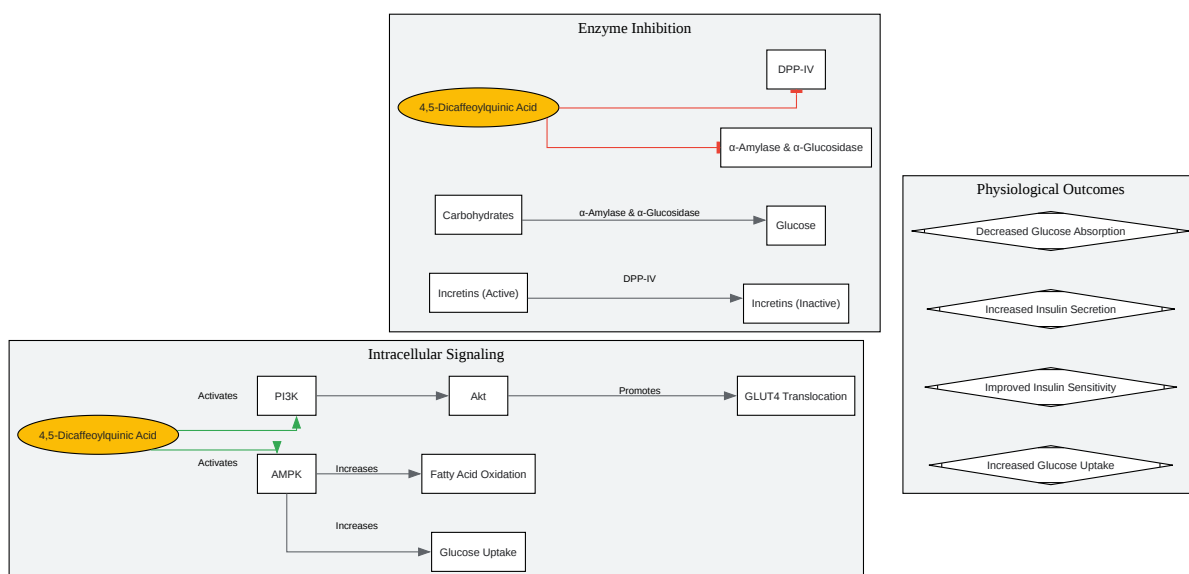 Enzyme Inhibition
DPP-IV
4,5-Dicaffeoylquinic Acid
α-Amylase & α-Glucosidase
Carbohydrates
α-Amylase & α-Glucosidase
Glucose
Incretins (Active)
DPP-IV
Incretins (Inactive)
Physiological Outcomes
Decreased Glucose Absorption
Increased Insulin Secretion
Improved Insulin Sensitivity
Increased Glucose Uptake
Intracellular Signaling
Activates
PI3K
Akt
Promotes
GLUT4 Translocation
4,5-Dicaffeoylquinic Acid
Activates
AMPK
Increases
Fatty Acid Oxidation
Increases
Glucose Uptake